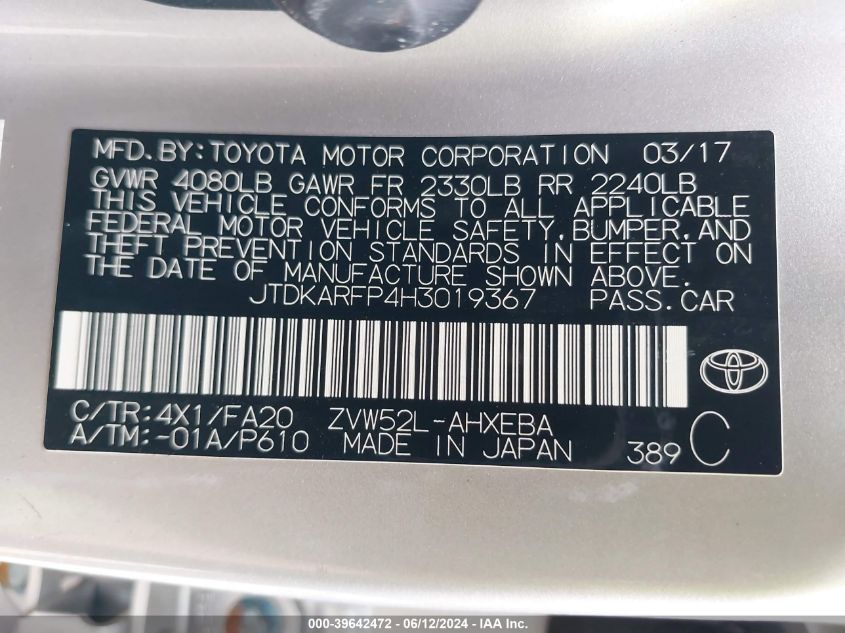 MFD.BY:TOYOTA MOTOR CORPORATION 03/17
GVWR 4080LB GAWR FR 2330LB RR 2240LB
THIS VEHICLE CONFORMS TO ALL APPLICABLE
FEDERAL MOTOR VEHICLE SAFETY,BUMPER,AND
THEFT PREVENTION STANDARDS IN EFFECT ON
THE DATE OF MANUFACTURE SHOWN ABOVE.
JTDKARFP4H3019367 PASS.CAR
C/TR:4X1/FA20 ZVW52L-AHXEBA
A/TM:-01A/P610 MADE IN JAPAN 389 C
000-39642472 - 06/12/2024 - IAA Inc.